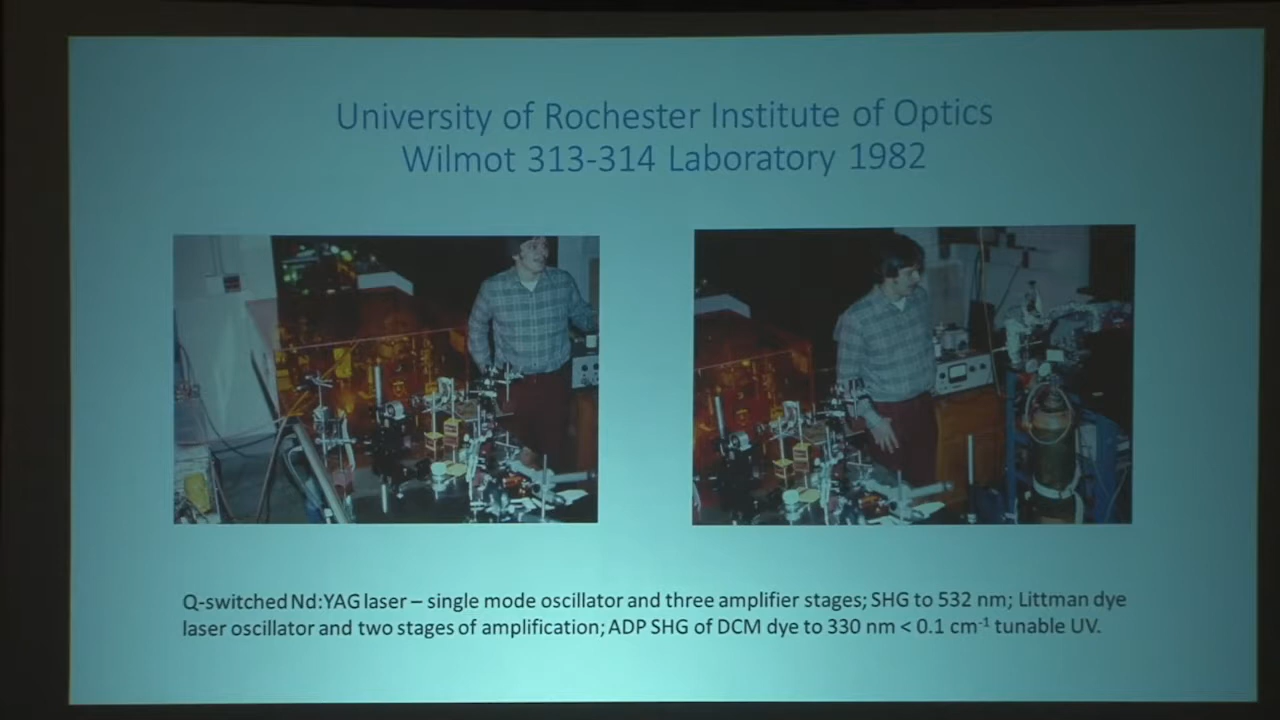 University of Rochester Institute of Optics
Wilmot 313-314 Laboratory 1982
Q-switched Nd:YAG laser – single mode oscillator and three amplifier stages; SHG to 532 nm; Littman dye
laser oscillator and two stages of amplification; ADP SHG of DCM dye to 330 nm < 0.1 cm⁻¹ tunable UV.